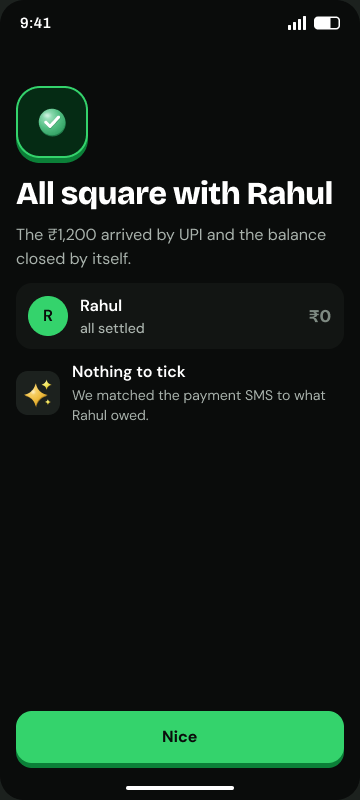 9:41
All square with Rahul
The ₹1,200 arrived by UPI and the balance
closed by itself.
R
Rahul
all settled
₹0
Nothing to tick
We matched the payment SMS to what
Rahul owed.
Nice